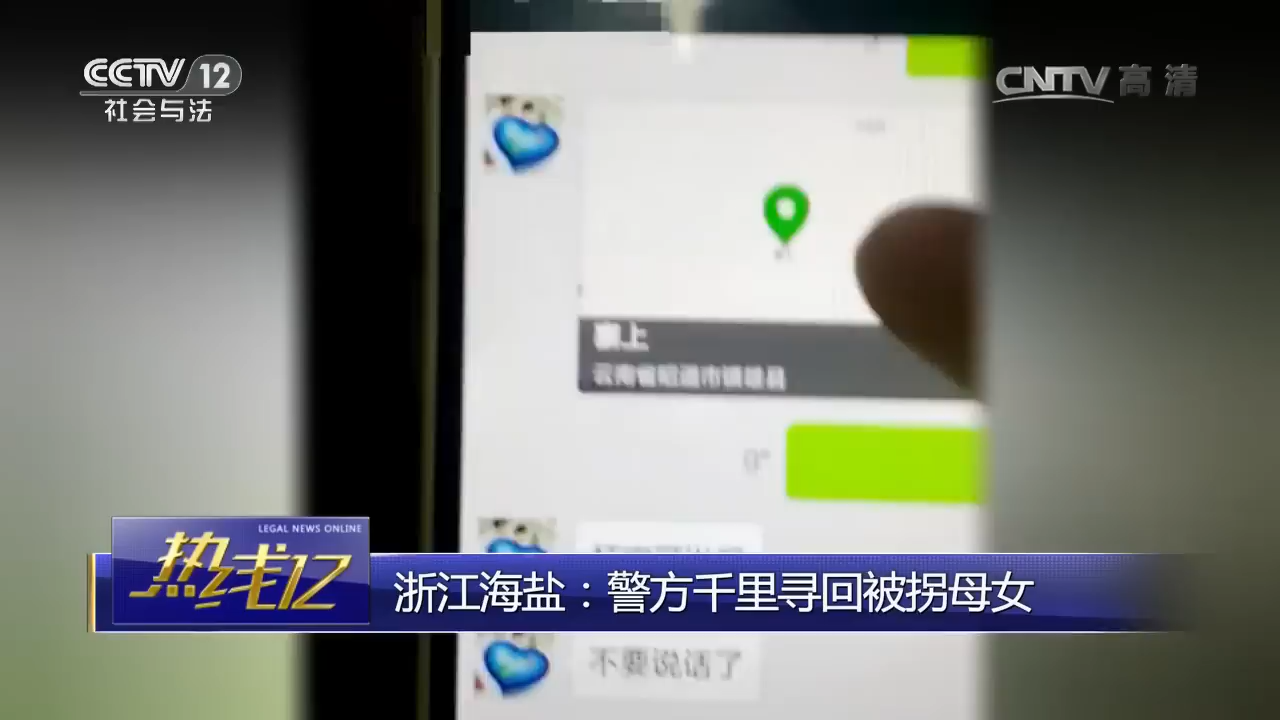 CCTV 12
社会与法
CNTV 高清
云南省昭通市镇雄县
LEGAL NEWS ONLINE
热线12
浙江海盐：警方千里寻回被拐母女
不要说话了